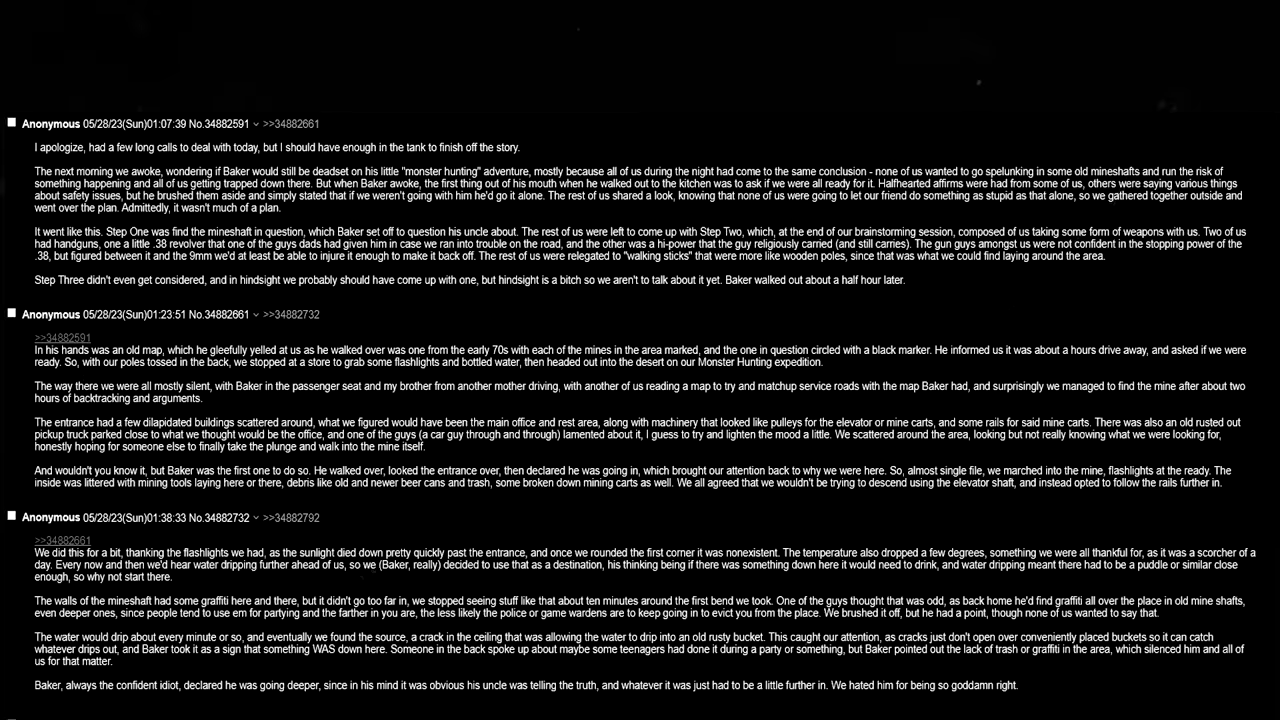 Anonymous 05/28/23(Sun)01:07:39 No.34882591 >>34882661
I apologize, had a few long calls to deal with today, but I should have enough in the tank to finish off the story.
The next morning we awoke, wondering if Baker would still be deadset on his little "monster hunting" adventure, mostly because all of us during the night had come to the same conclusion - none of us wanted to go spelunking in some old mineshafts and run the risk of
something happening and all of us getting trapped down there. But when Baker awoke, the first thing out of his mouth when he walked out to the kitchen was to ask if we were all ready for it. Halfhearted affirms were had from some of us, others were saying various things
about safety issues, but he brushed them aside and simply stated that if we weren't going with him he'd go it alone. The rest of us shared a look, knowing that none of us were going to let our friend do something as stupid as that alone, so we gathered together outside and
went over the plan. Admittedly, it wasn't much of a plan.
It went like this. Step One was find the mineshaft in question, which Baker set off to question his uncle about. The rest of us were left to come up with Step Two, which, at the end of our brainstorming session, composed of us taking some form of weapons with us. Two of us
had handguns, one a little .38 revolver that one of the guys dads had given him in case we ran into trouble on the road, and the other was a hi-power that the guy religiously carried (and still carries). The gun guys amongst us were not confident in the stopping power of the
.38, but figured between it and the 9mm we'd at least be able to injure it enough to make it back off. The rest of us were relegated to "walking sticks" that were more like wooden poles, since that was what we could find laying around the area.
Step Three didn't even get considered, and in hindsight we probably should have come up with one, but hindsight is a bitch so we aren't to talk about it yet. Baker walked out about a half hour later.
Anonymous 05/28/23(Sun)01:23:51 No.34882661 >>34882732
>>34882591
In his hands was an old map, which he gleefully yelled at us as he walked over was one from the early 70s with each of the mines in the area marked, and the one in question circled with a black marker. He informed us it was about a hours drive away, and asked if we were
ready. So, with our poles tossed in the back, we stopped at a store to grab some flashlights and bottled water, then headed out into the desert on our Monster Hunting expedition.
The way there we were all mostly silent, with Baker in the passenger seat and my brother from another mother driving, with another of us reading a map to try and matchup service roads with the map Baker had, and surprisingly we managed to find the mine after about two
hours of backtracking and arguments.
The entrance had a few dilapidated buildings scattered around, what we figured would have been the main office and rest area, along with machinery that looked like pulleys for the elevator or mine carts, and some rails for said mine carts. There was also an old rusted out
pickup truck parked close to what we thought would be the office, and one of the guys (a car guy through and through) lamented about it, I guess to try and lighten the mood a little. We scattered around the area, looking but not really knowing what we were looking for,
honestly hoping for someone else to finally take the plunge and walk into the mine itself.
And wouldn't you know it, but Baker was the first one to do so. He walked over, looked the entrance over, then declared he was going in, which brought our attention back to why we were here. So, almost single file, we marched into the mine, flashlights at the ready. The
inside was littered with mining tools laying here or there, debris like old and newer beer cans and trash, some broken down mining carts as well. We all agreed that we wouldn't be trying to descend using the elevator shaft, and instead opted to follow the rails further in.
Anonymous 05/28/23(Sun)01:38:33 No.34882732 >>34882792
>>34882661
We did this for a bit, thanking the flashlights we had, as the sunlight died down pretty quickly past the entrance, and once we rounded the first corner it was nonexistent. The temperature also dropped a few degrees, something we were all thankful for, as it was a scorcher of a
day. Every now and then we'd hear water dripping further ahead of us, so we (Baker, really) decided to use that as a destination, his thinking being if there was something down here it would need to drink, and water dripping meant there had to be a puddle or similar close
enough, so why not start there.
The walls of the mineshaft had some graffiti here and there, but it didn't go too far in, we stopped seeing stuff like that about ten minutes around the first bend we took. One of the guys thought that was odd, as back home he'd find graffiti all over the place in old mine shafts,
even deeper ones, since people tend to use em for partying and the farther in you are, the less likely the police or game wardens are to keep going in to evict you from the place. We brushed it off, but he had a point, though none of us wanted to say that.
The water would drip about every minute or so, and eventually we found the source, a crack in the ceiling that was allowing the water to drip into an old rusty bucket. This caught our attention, as cracks just don't open over conveniently placed buckets so it can catch
whatever drips out, and Baker took it as a sign that something WAS down here. Someone in the back spoke up about maybe some teenagers had done it during a party or something, but Baker pointed out the lack of trash or graffiti in the area, which silenced him and all of
us for that matter.
Baker, always the confident idiot, declared he was going deeper, since in his mind it was obvious his uncle was telling the truth, and whatever it was just had to be a little further in. We hated him for being so goddamn right.